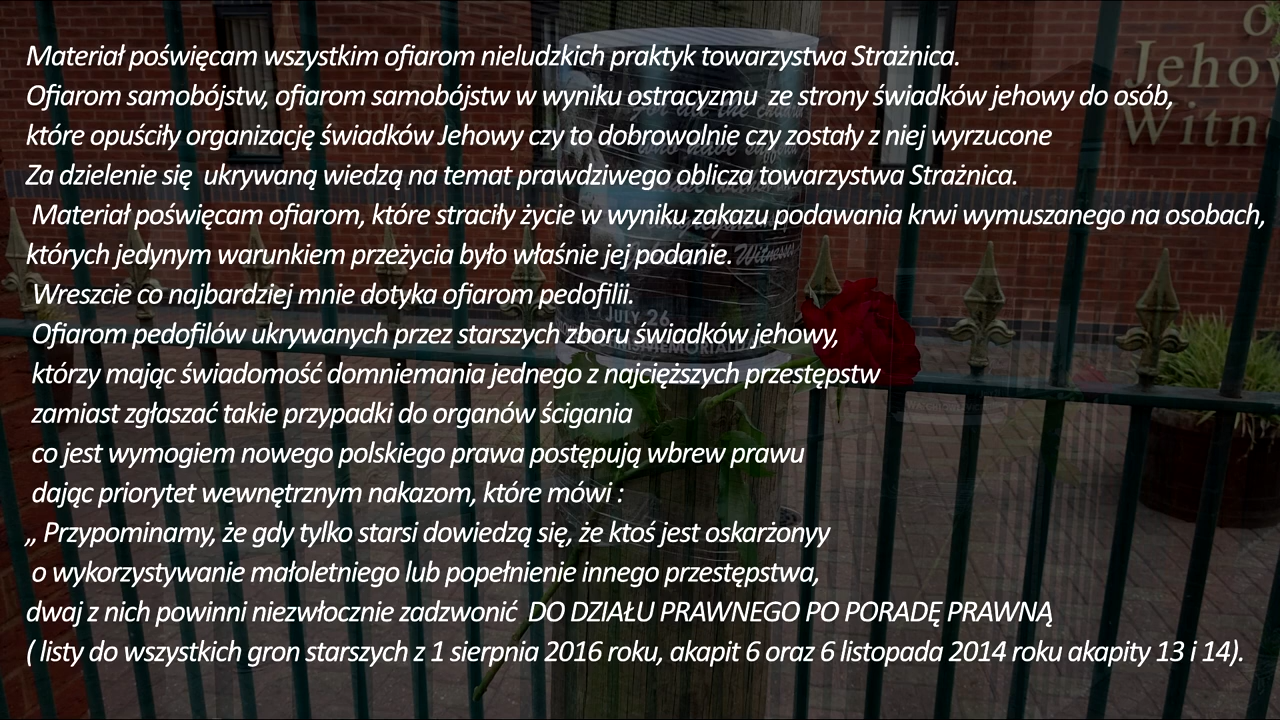 Materiał poświęcam wszystkim ofiarom nieludzkich praktyk towarzystwa Strażnica.
Ofiarom samobójstw, ofiarom samobójstw w wyniku ostracyzmu ze strony świadków jehowy do osób,
które opuściły organizację świadków Jehowy czy to dobrowolnie czy zostały z niej wyrzucone
Za dzielenie się ukrywaną wiedzą na temat prawdziwego oblicza towarzystwa Strażnica.
Materiał poświęcam ofiarom, które straciły życie w wyniku zakazu podawania krwi wymuszanego na osobach,
których jedynym warunkiem przeżycia było właśnie jej podanie.
Wreszcie co najbardziej mnie dotyka ofiarom pedofilii.
Ofiarom pedofilów ukrywanych przez starszych zboru świadków jehowy,
którzy mając świadomość domniemania jednego z najcięższych przestępstw
zamiast zgłaszać takie przypadki do organów ścigania
co jest wymogiem nowego polskiego prawa postępują wbrew prawu
dając priorytet wewnętrznym nakazom, które mówi :
„ Przypominamy, że gdy tylko starsi dowiedzą się, że ktoś jest oskarżonyy
o wykorzystywanie małoletniego lub popełnienie innego przestępstwa,
dwaj z nich powinni niezwłocznie zadzwonić DO DZIAŁU PRAWNEGO PO PORADĘ PRAWNĄ
( listy do wszystkich gron starszych z 1 sierpnia 2016 roku, akapit 6 oraz 6 listopada 2014 roku akapity 13 i 14).
o
Jehov
Witn
For all the
Witnesses
JULY 26